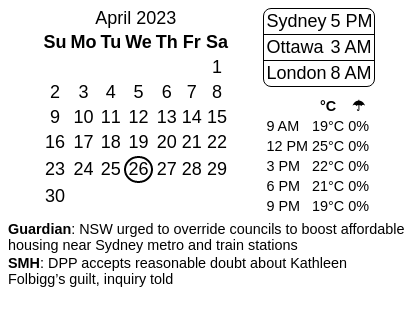 April 2023
Su Mo Tu We Th Fr Sa
1
2 3 4 5 6 7 8
9 10 11 12 13 14 15
16 17 18 19 20 21 22
23 24 25 26 27 28 29
30
Sydney 5 PM
Ottawa 3 AM
London 8 AM
°C ☂
9 AM 19°C 0%
12 PM 25°C 0%
3 PM 22°C 0%
6 PM 21°C 0%
9 PM 19°C 0%
Guardian: NSW urged to override councils to boost affordable
housing near Sydney metro and train stations
SMH: DPP accepts reasonable doubt about Kathleen
Folbigg’s guilt, inquiry told